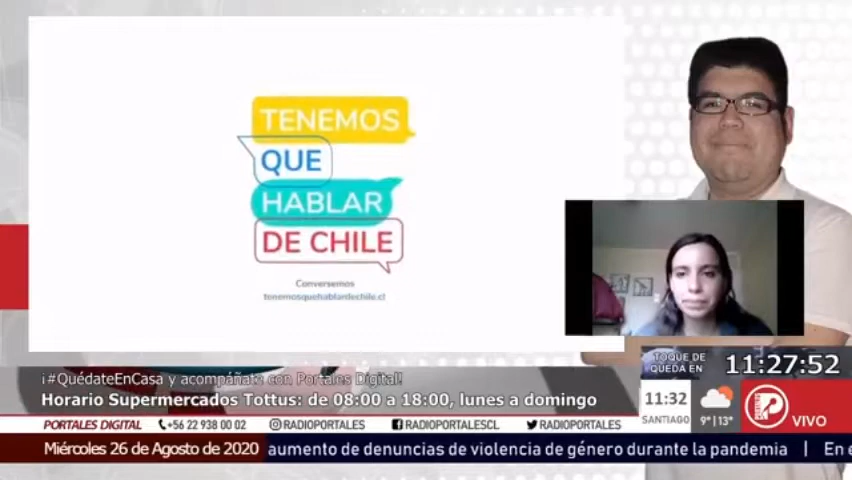 TENEMOS
QUE
HABLAR
DE CHILE
Conversemos
tenemosquehablardechile.cl
¡#QuédateEnCasa y acompáñate con Portales Digital!
Horario Supermercados Tottus: de 08:00 a 18:00, lunes a domingo
TOQUE DE
QUEDA EN
11:27:52
11:32
SANTIAGO
9°|13°
VIVO
PORTALES DIGITAL
+56 22 938 00 02
RADIOPORTALES
RADIOPORTALESCL
RADIOPORTALES
Miércoles 26 de Agosto de 2020
aumento de denuncias de violencia de género durante la pandemia | En e